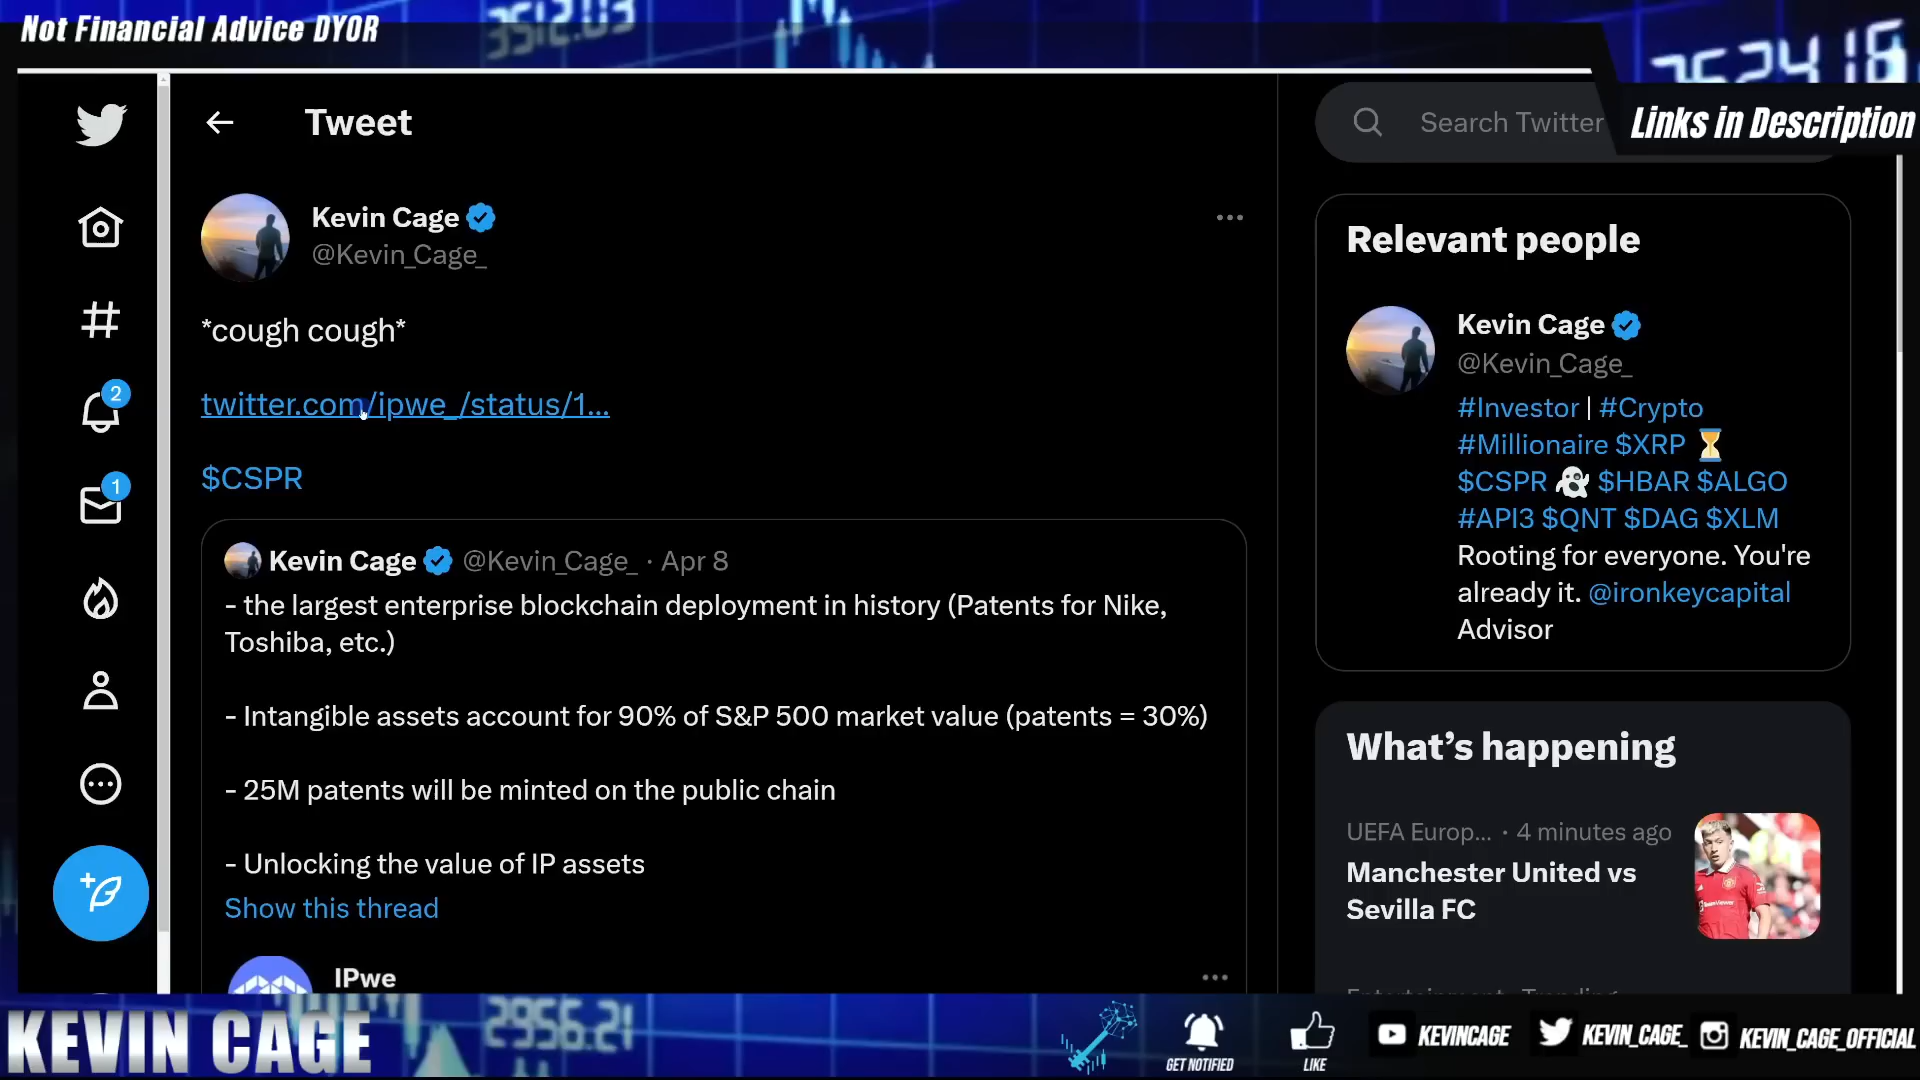 Not Financial Advice DYOR
3512.03
Links in Description
Tweet
Search Twitter
Kevin Cage
@Kevin_Cage_
*cough cough*
twitter.com/ipwe_/status/1...
$CSPR
Kevin Cage @Kevin_Cage_ · Apr 8
- the largest enterprise blockchain deployment in history (Patents for Nike,
Toshiba, etc.)
- Intangible assets account for 90% of S&P 500 market value (patents = 30%)
- 25M patents will be minted on the public chain
- Unlocking the value of IP assets
Show this thread
IPwe
2
1
Relevant people
Kevin Cage
@Kevin_Cage_
#Investor | #Crypto
#Millionaire $XRP ⏳
$CSPR 👻 $HBAR $ALGO
#API3 $QNT $DAG $XLM
Rooting for everyone. You're
already it. @ironkeycapital
Advisor
What's happening
UEFA Europ... · 4 minutes ago
Manchester United vs
Sevilla FC
KEVIN CAGE
2956.21
GET NOTIFIED
LIKE
KEVINCAGE
KEVIN_CAGE_
KEVIN_CAGE_OFFICIAL